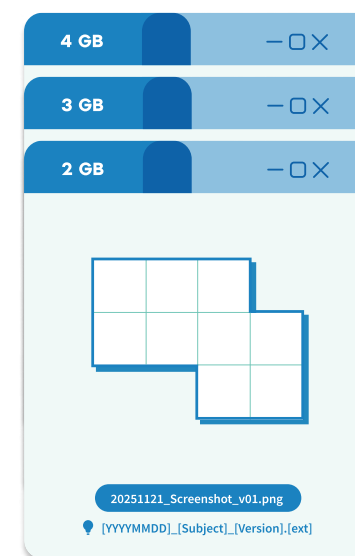 4 GB
3 GB
2 GB
20251121_Screenshot_v01.png
[YYYYMMDD]_[Subject]_[Version].[ext]